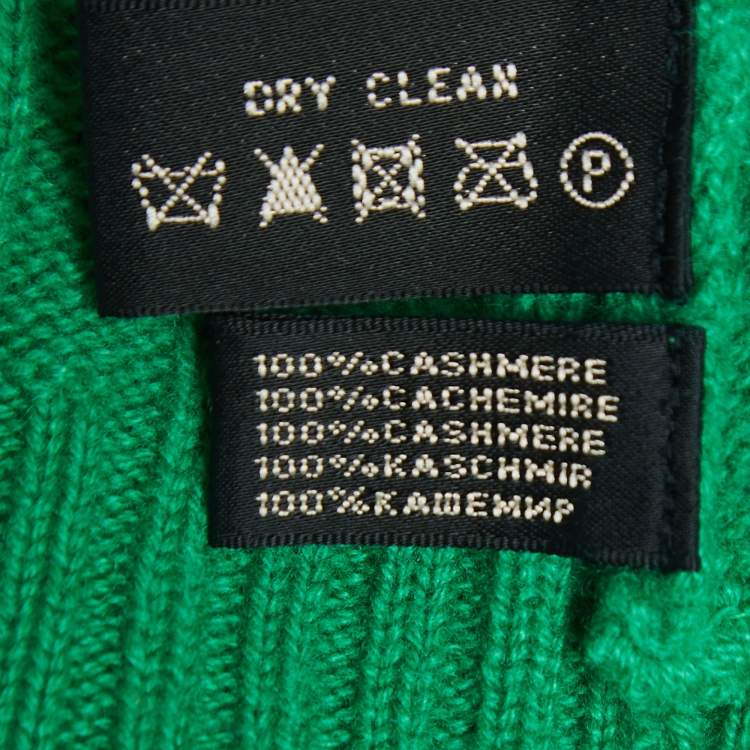 DRY CLEAN
P
100%CASHMERE
100%CACHEMIRE
100%CASHMERE
100%KASCHMIR
100%КАШЕМИР